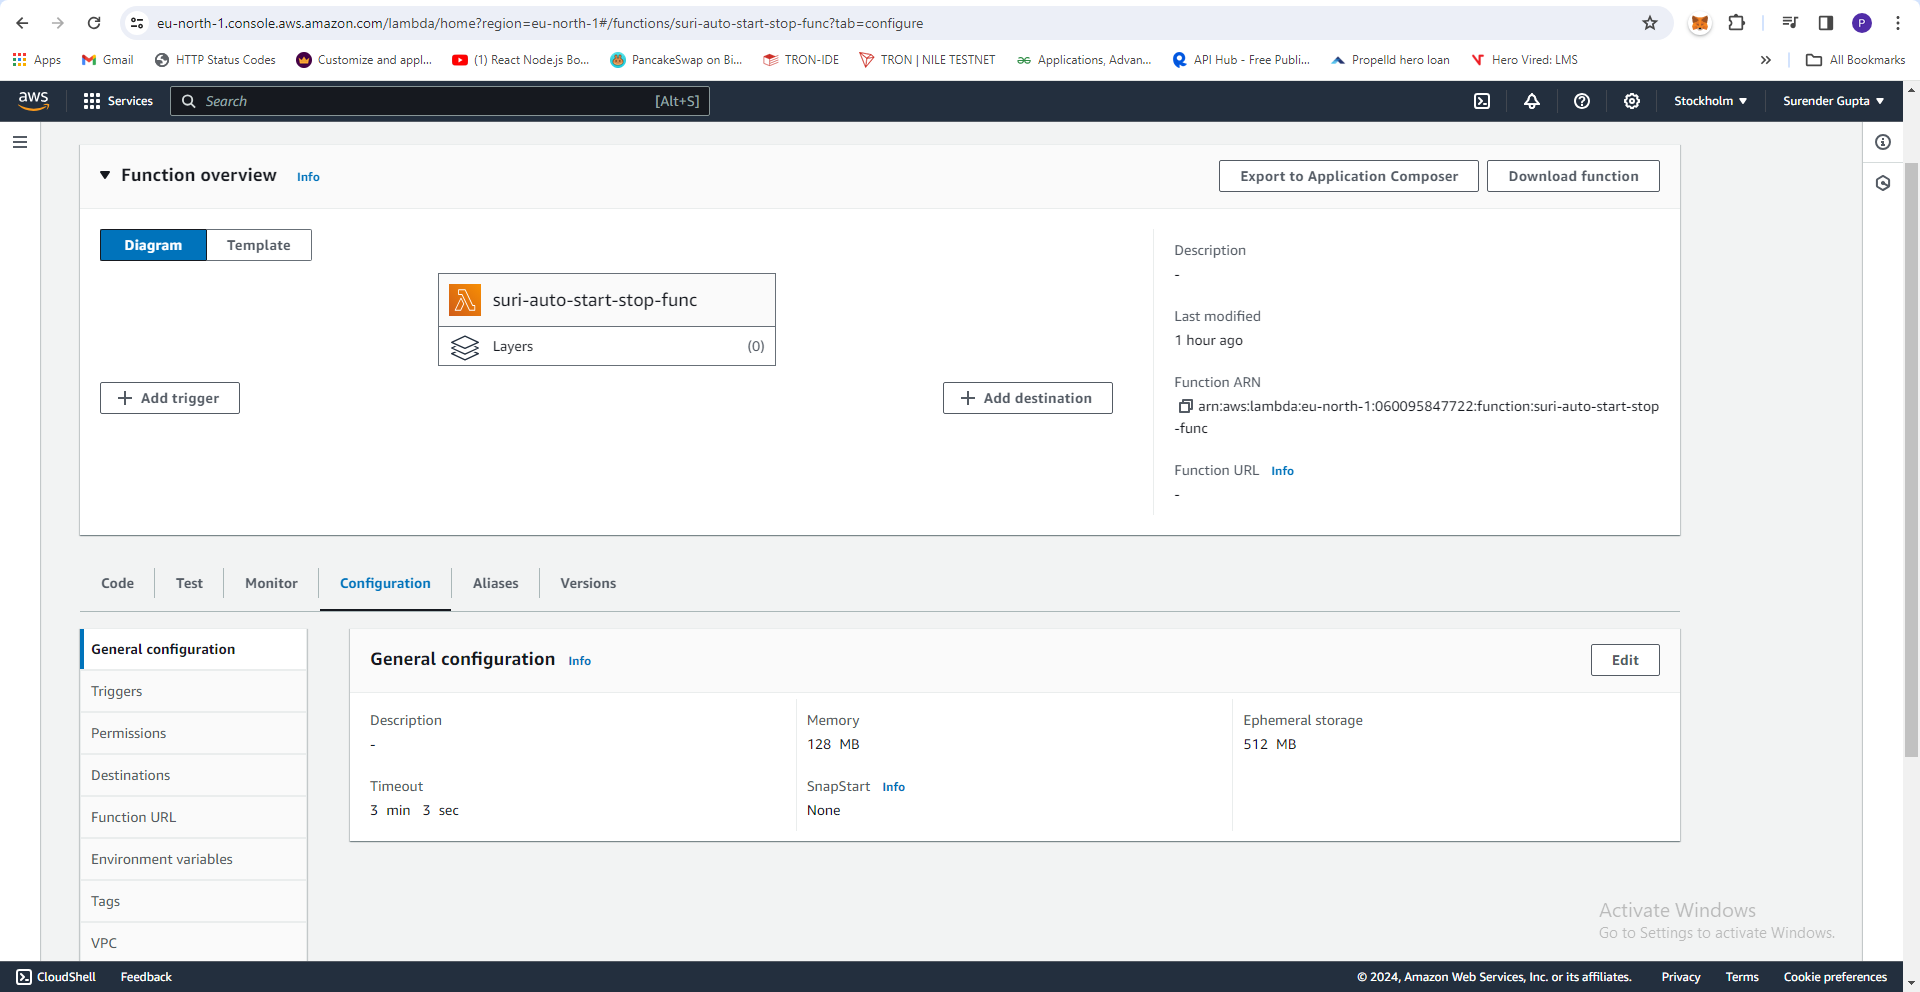 eu-north-1.console.aws.amazon.com/lambda/home?region=eu-north-1#/functions/suri-auto-start-stop-func?tab=configure
P
Apps Gmail HTTP Status Codes Customize and appl... (1) React Node.js Bo... PancakeSwap on Bi... TRON-IDE TRON | NILE TESTNET Applications, Advan... API Hub - Free Publi... Propelld hero loan Hero Vired: LMS » All Bookmarks
aws Services Search [Alt+S] Stockholm Surender Gupta
Function overview Info Export to Application Composer Download function
Diagram Template
suri-auto-start-stop-func
Layers (0)
+ Add trigger
+ Add destination
Description
-
Last modified
1 hour ago
Function ARN
arn:aws:lambda:eu-north-1:060095847722:function:suri-auto-start-stop
-func
Function URL Info
-
Code Test Monitor Configuration Aliases Versions
General configuration
Triggers
Permissions
Destinations
Function URL
Environment variables
Tags
VPC
General configuration Info Edit
Description
-
Memory
128 MB
Ephemeral storage
512 MB
Timeout
3 min 3 sec
SnapStart Info
None
Activate Windows
Go to Settings to activate Windows.
CloudShell Feedback © 2024, Amazon Web Services, Inc. or its affiliates. Privacy Terms Cookie preferences